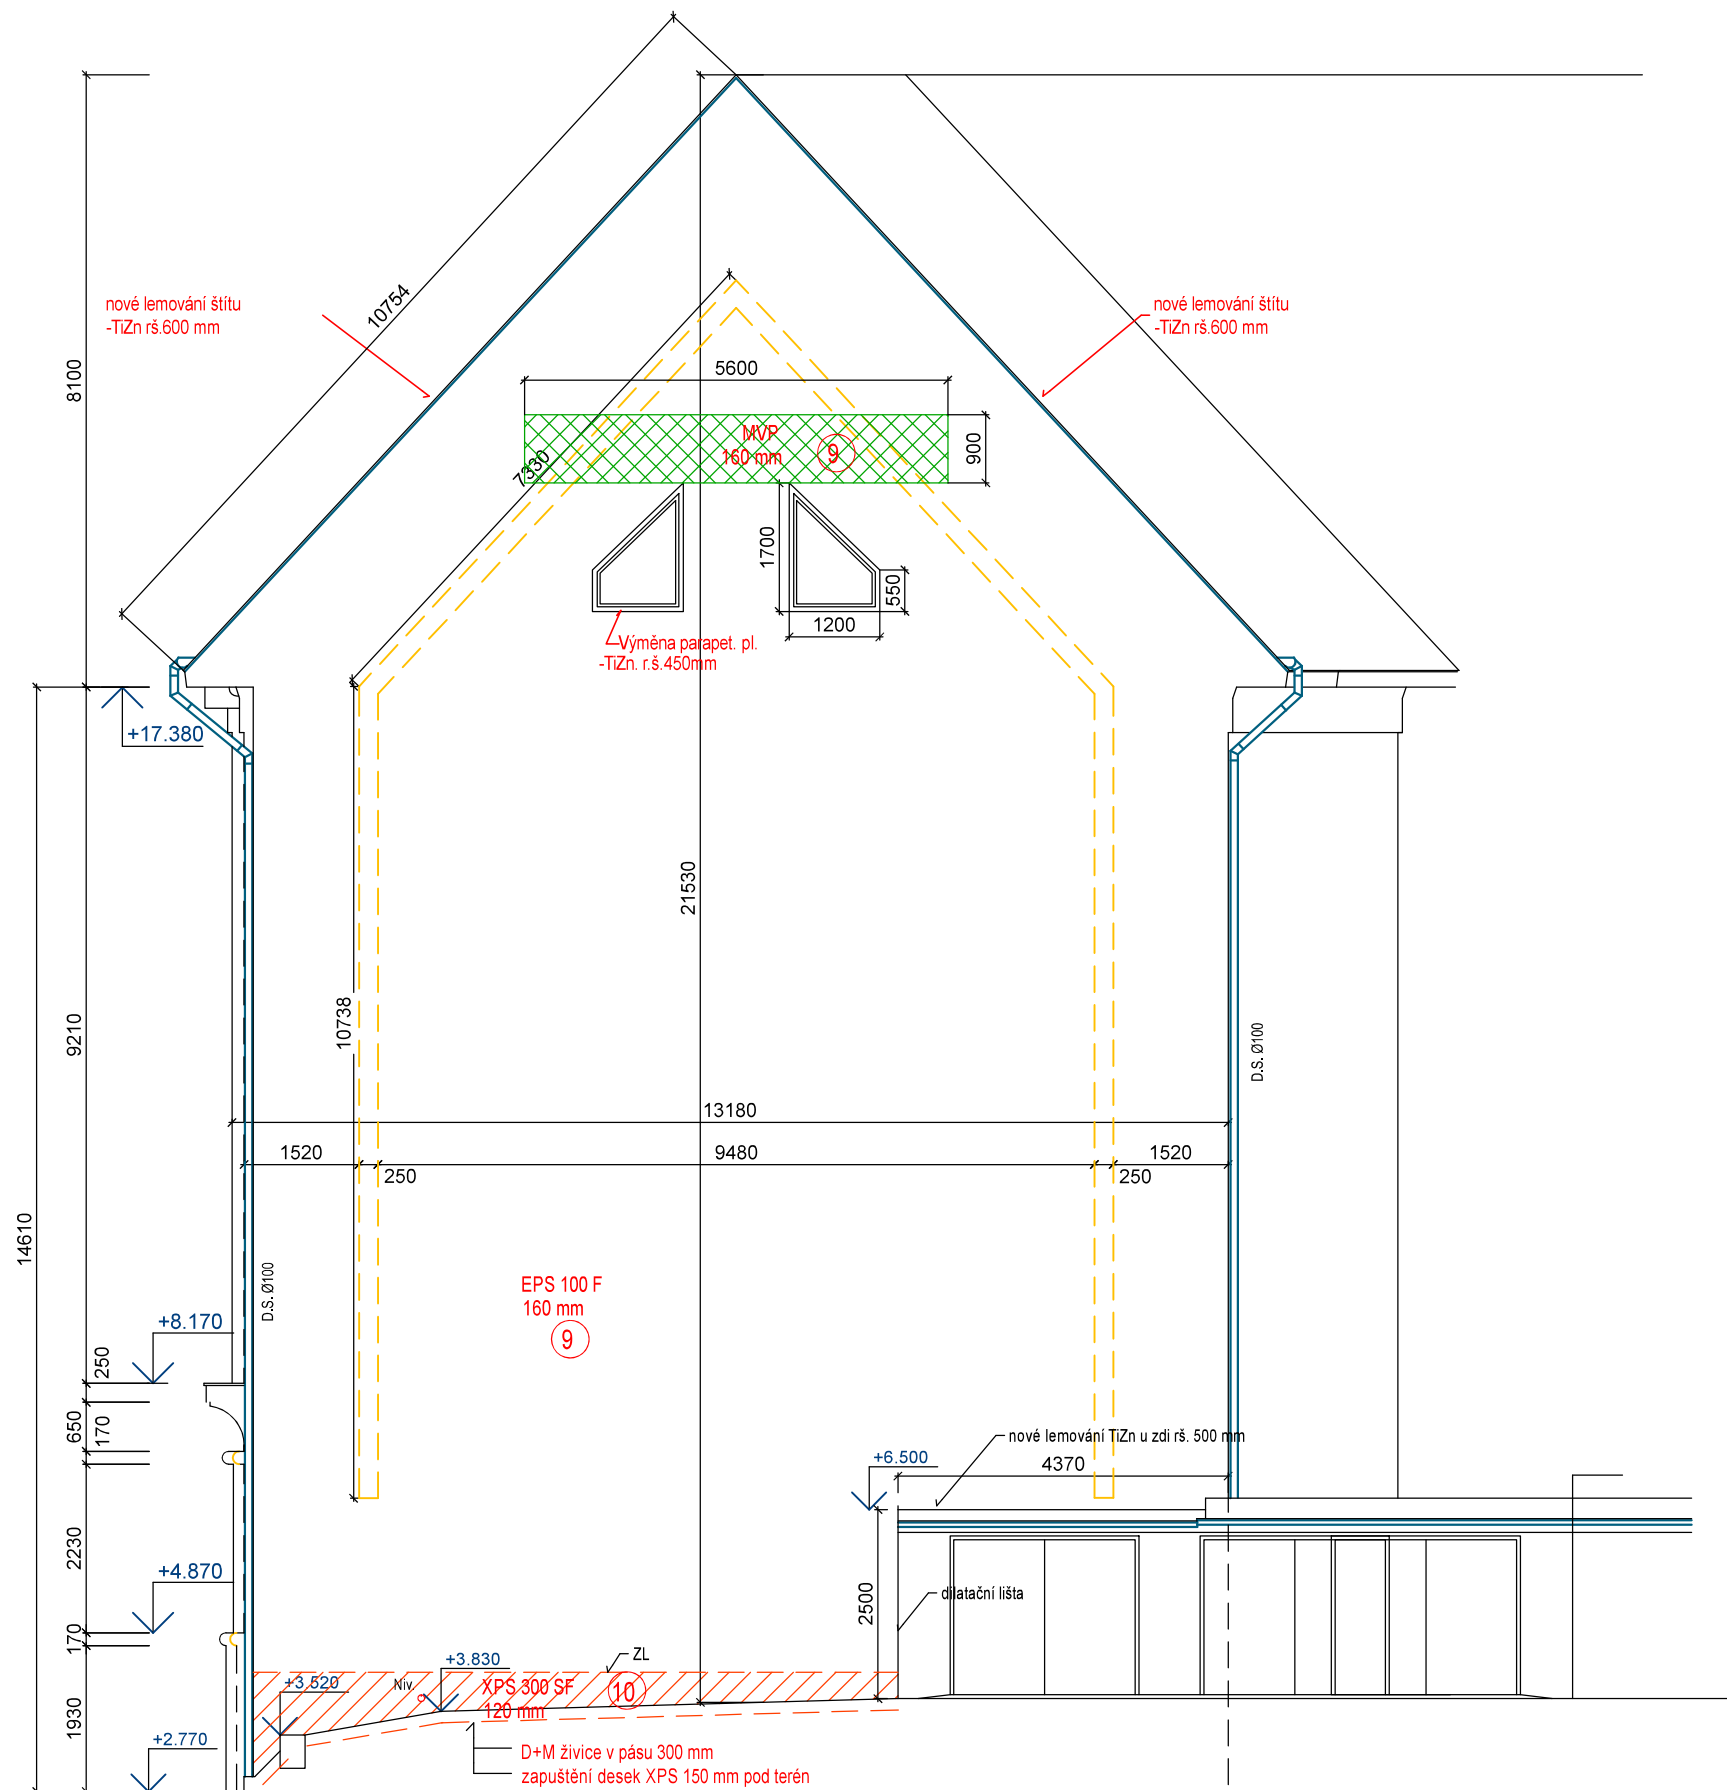 nové lemování štítu
-TiZn rš.600 mm
10754
nové lemování štítu
-TiZn rš.600 mm
8100
5600
MVP
160 mm
9
900
7330
1700
550
1200
Výměna parapet. pl.
-TiZn. r.š.450mm
+17.380
21530
9210
10738
D.S. Ø100
13180
1520
9480
1520
250
250
14610
D.S. Ø100
EPS 100 F
160 mm
9
+8.170
250
650
170
nové lemování TiZn u zdi rš. 500 mm
+6.500
4370
2230
+4.870
2500
dilatační lišta
170
ZL
+3.830
+3.520
Niv.
XPS 300 SF
120 mm
10
1930
+2.770
D+M živice v pásu 300 mm
zapuštění desek XPS 150 mm pod terén